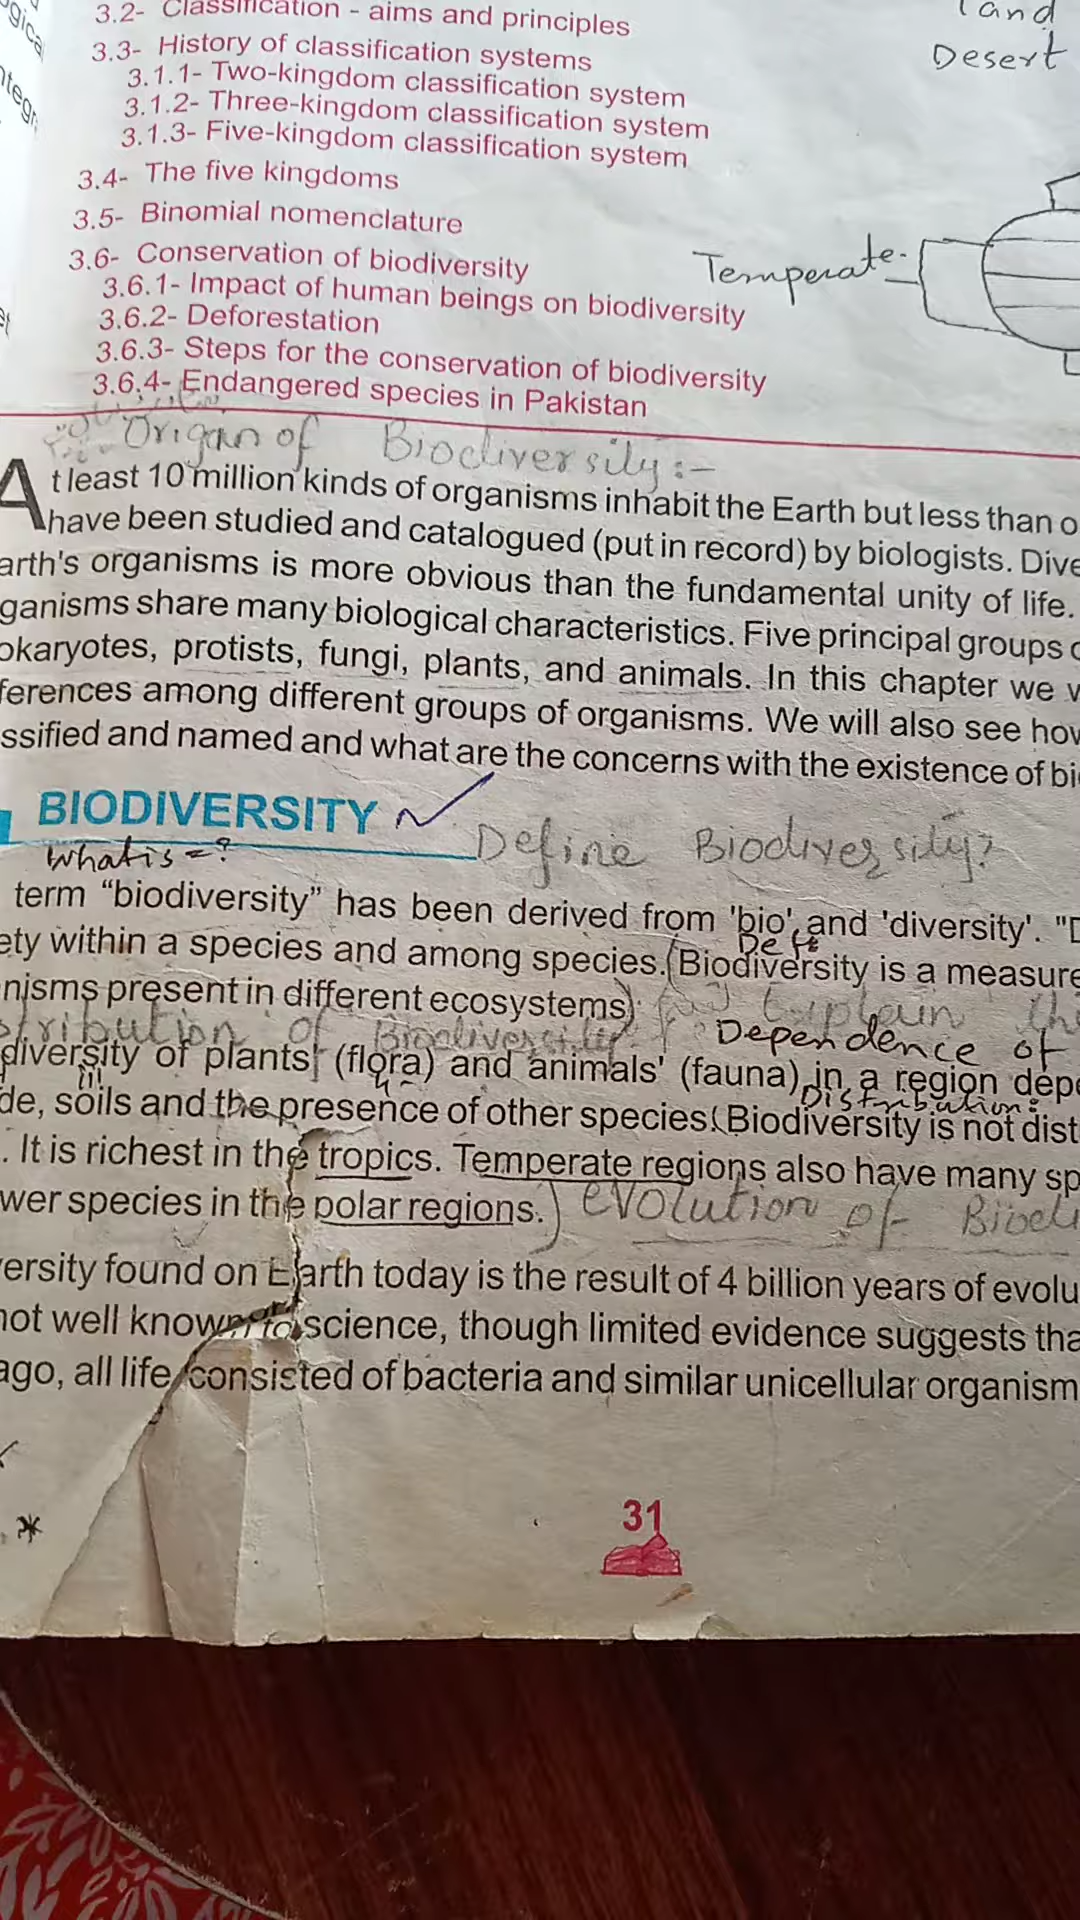 3.2- Classification - aims and principles
land
Desert
3.3- History of classification systems
3.1.1- Two-kingdom classification system
3.1.2- Three-kingdom classification system
3.1.3- Five-kingdom classification system
3.4- The five kingdoms
3.5- Binomial nomenclature
Temperate
3.6- Conservation of biodiversity
3.6.1- Impact of human beings on biodiversity
3.6.2- Deforestation
3.6.3- Steps for the conservation of biodiversity
3.6.4- Endangered species in Pakistan
Origan of Biodiversily :-
At least 10 million kinds of organisms inhabit the Earth but less than o
have been studied and catalogued (put in record) by biologists. Dive
arth's organisms is more obvious than the fundamental unity of life.
ganisms share many biological characteristics. Five principal groups
okaryotes, protists, fungi, plants, and animals. In this chapter we
ferences among different groups of organisms. We will also see how
ssified and named and what are the concerns with the existence of bi
BIODIVERSITY
Define Biodiversity?
What is = ?
term “biodiversity” has been derived from 'bio' and 'diversity'. "D
Def
ety within a species and among species. (Biodiversity is a measure
nisms present in different ecosystems)
Explain th
stribution of Biodiversity
Dependence of
diversity of plants (flora) and animals' (fauna) in a region depe
Distribution:
de, soils and the presence of other species. (Biodiversity is not dist
. It is richest in the tropics. Temperate regions also have many sp
wer species in the polar regions.)
evolution of Biodi
ersity found on Earth today is the result of 4 billion years of evolu
not well known to science, though limited evidence suggests tha
ago, all life consisted of bacteria and similar unicellular organism
31